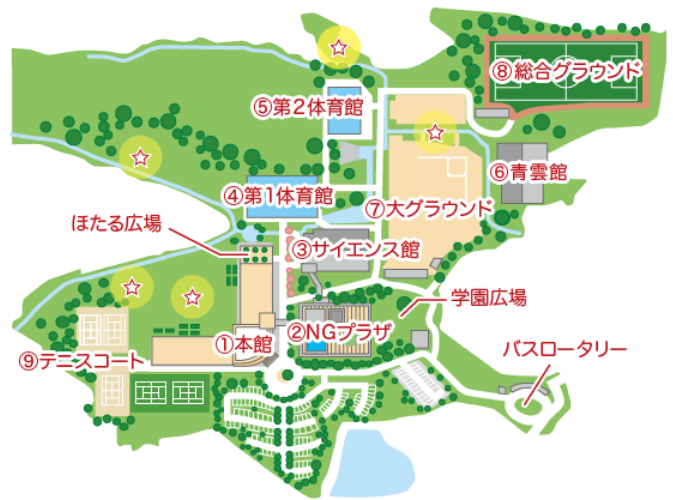 ⑧総合グラウンド
⑤第2体育館
⑥青雲館
④第1体育館
⑦大グラウンド
ほたる広場
③サイエンス館
学園広場
②NGプラザ
①本館
バスロータリー
⑨テニスコート